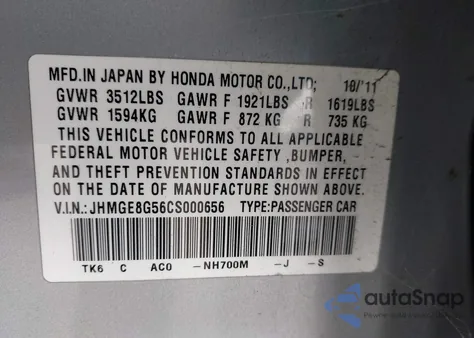 MFD.IN JAPAN BY HONDA MOTOR CO.,LTD; 10/'11
GVWR 3512LBS GAWR F 1921LBS R 1619LBS
GVWR 1594KG GAWR F 872 KG R 735 KG
THIS VEHICLE CONFORMS TO ALL APPLICABLE
FEDERAL MOTOR VEHICLE SAFETY ,BUMPER,
AND THEFT PREVENTION STANDARDS IN EFFECT
ON THE DATE OF MANUFACTURE SHOWN ABOVE.
V.I.N.: JHMGE8G56CS000656 TYPE:PASSENGER CAR
TK6 C AC0 -NH700M -J -S
autoSnap